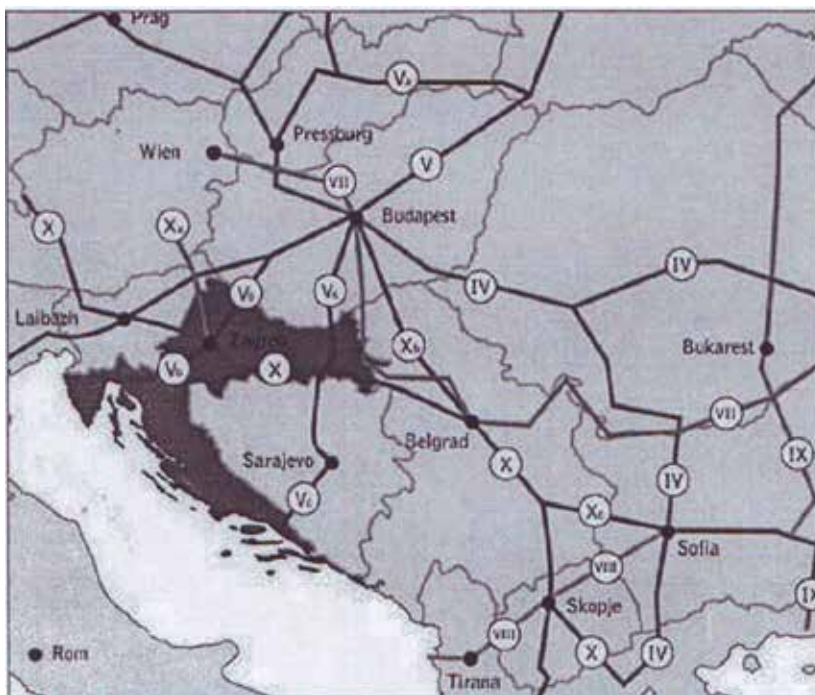 Prag
Va
Pressburg
Wien
VII
V
Budapest
X
Xa
IV
IV
Laibach
Vb
Vc
Zagreb
Xb
Bukarest
Vb
X
VII
Belgrad
Sarajevo
X
IX
IV
Vc
Xc
Sofia
VIII
IX
Skopje
VIII
X
IV
Rom
Tirana